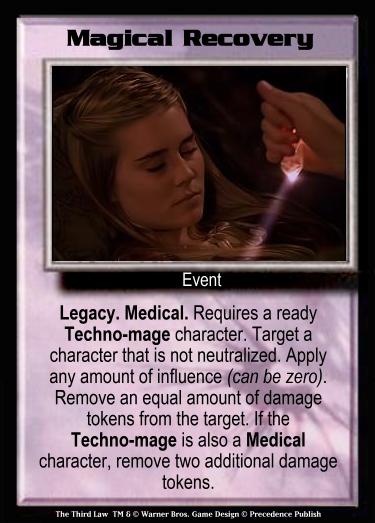 Magical Recovery
Event
Legacy. Medical. Requires a ready
Techno-mage character. Target a
character that is not neutralized. Apply
any amount of influence (can be zero).
Remove an equal amount of damage
tokens from the target. If the
Techno-mage is also a Medical
character, remove two additional damage
tokens.
The Third Law TM & © Warner Bros. Game Design © Precedence Publish